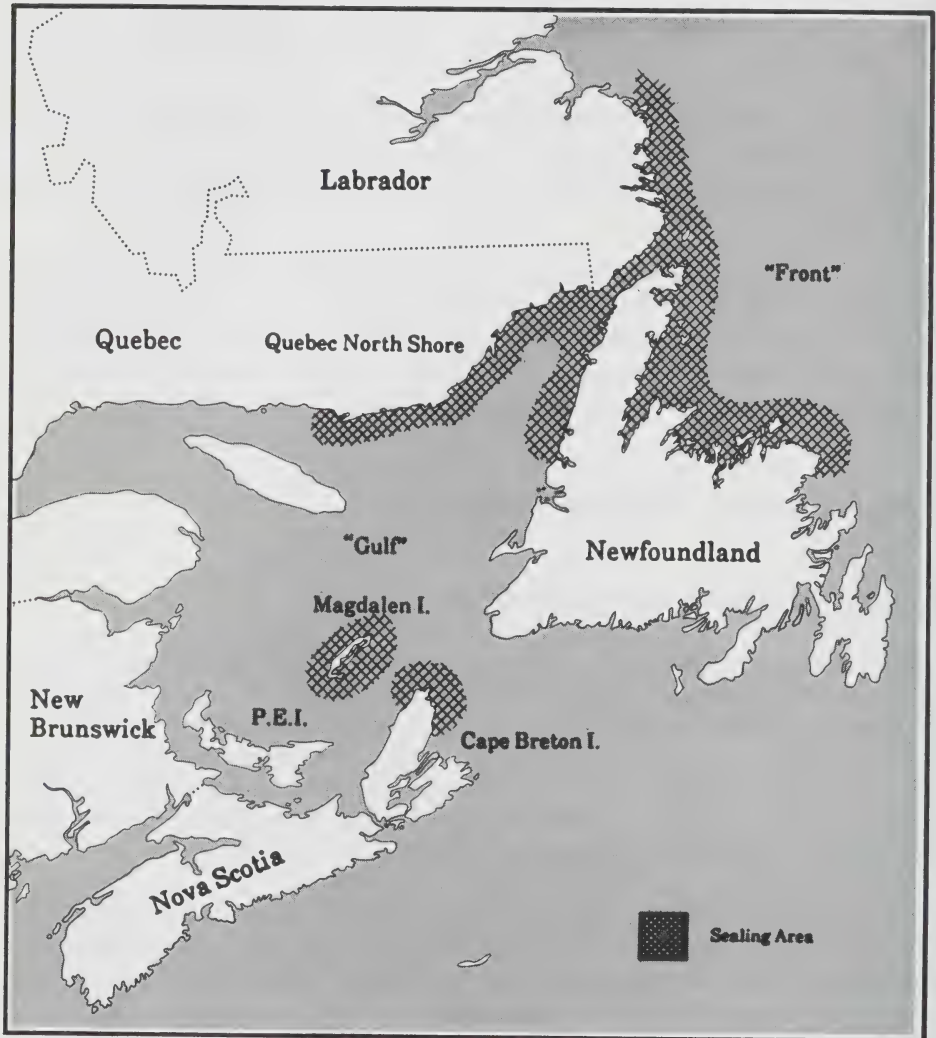 Labrador
"Front"
Quebec
Quebec North Shore
"Gulf"
Newfoundland
Magdalen I.
New
Brunswick
P.E.I.
Cape Breton I.
Nova Scotia
Sealing Area